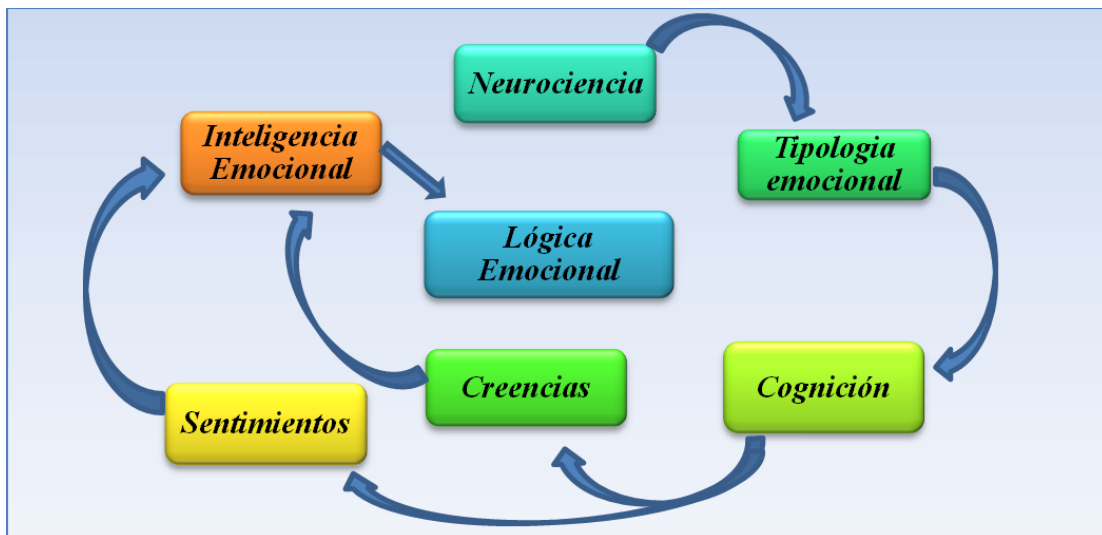 Neurociencia
Inteligencia
Emocional
Tipologia
emocional
Lógica
Emocional
Creencias
Cognición
Sentimientos